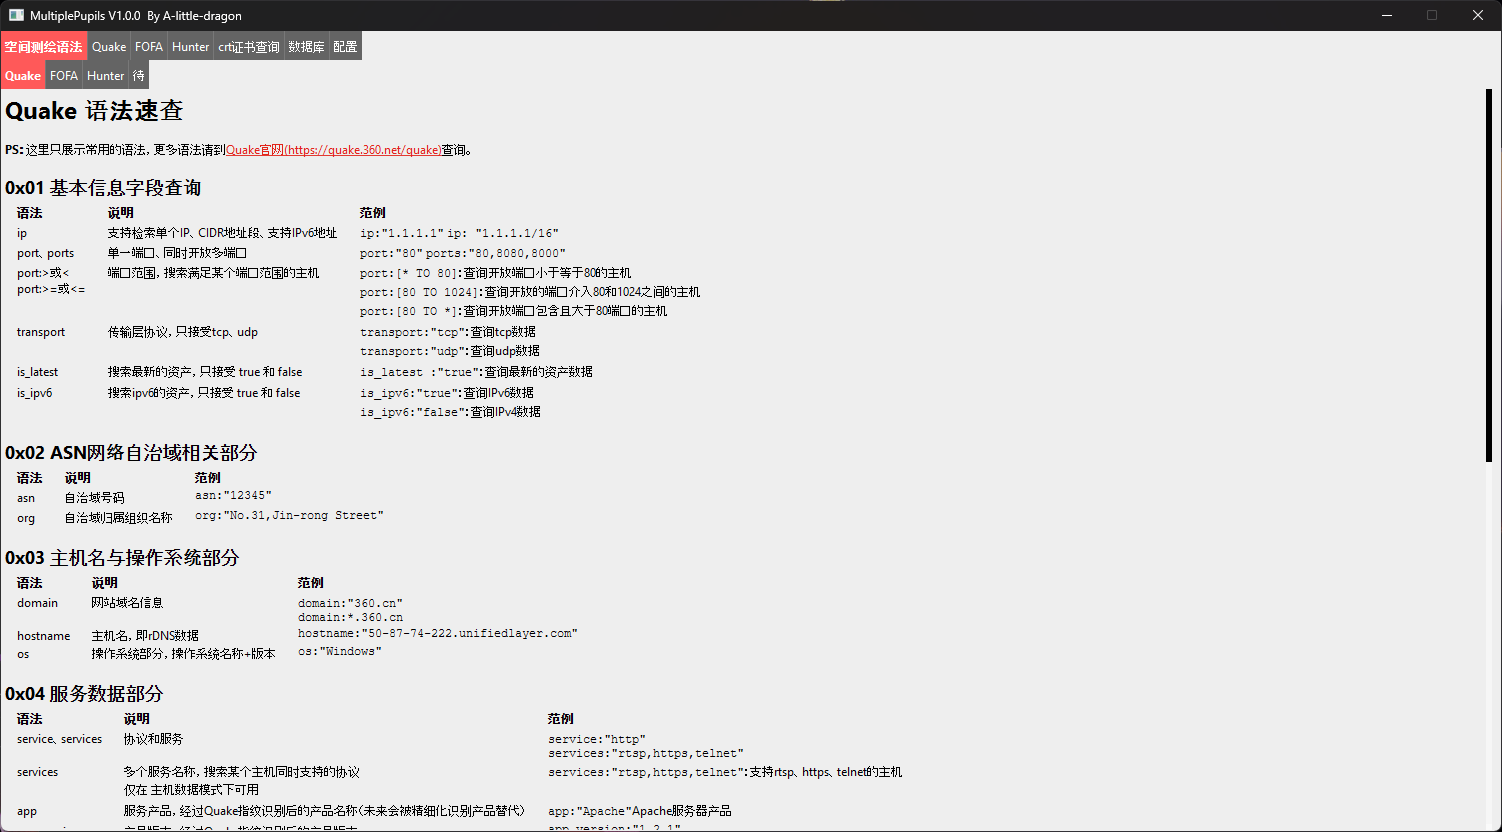 MultiplePupils V1.0.0 By A-little-dragon
空间测绘语法 Quake FOFA Hunter crt证书查询 数据库 配置
Quake FOFA Hunter 待
Quake 语法速查
PS: 这里只展示常用的语法, 更多语法请到Quake官网(https://quake.360.net/quake)查询。
0x01 基本信息字段查询
语法 说明 范例
ip 支持检索单个IP、CIDR地址段、支持IPv6地址 ip:"1.1.1.1" ip: "1.1.1.1/16"
port、ports 单一端口、同时开放多端口 port:"80" ports:"80,8080,8000"
port:>或< 端口范围, 搜索满足某个端口范围的主机 port:[* TO 80]:查询开放端口小于等于80的主机
port:>=或<= port:[80 TO 1024]:查询开放的端口介入80和1024之间的主机
port:[80 TO *]:查询开放端口包含且大于80端口的主机
transport 传输层协议, 只接受tcp、udp transport:"tcp":查询tcp数据
transport:"udp":查询udp数据
is_latest 搜索最新的资产, 只接受 true 和 false is_latest :"true":查询最新的资产数据
is_ipv6 搜索ipv6的资产, 只接受 true 和 false is_ipv6:"true":查询IPv6数据
is_ipv6:"false":查询IPv4数据
0x02 ASN网络自治域相关部分
语法 说明 范例
asn 自治域号码 asn:"12345"
org 自治域归属组织名称 org:"No.31,Jin-rong Street"
0x03 主机名与操作系统部分
语法 说明 范例
domain 网站域名信息 domain:"360.cn"
domain:*.360.cn
hostname 主机名, 即rDNS数据 hostname:"50-87-74-222.unifiedlayer.com"
os 操作系统部分, 操作系统名称+版本 os:"Windows"
0x04 服务数据部分
语法 说明 范例
service、services 协议和服务 service:"http"
services:"rtsp,https,telnet"
services 多个服务名称, 搜索某个主机同时支持的协议 services:"rtsp,https,telnet":支持rtsp、https、telnet的主机
仅在 主机数据模式下可用
app 服务产品, 经过Quake指纹识别后的产品名称(未来会被精细化识别产品替代) app:"Apache"Apache服务器产品
产品版本, 经过Quake指纹识别后的产品版本 app_version:"1.2.1"